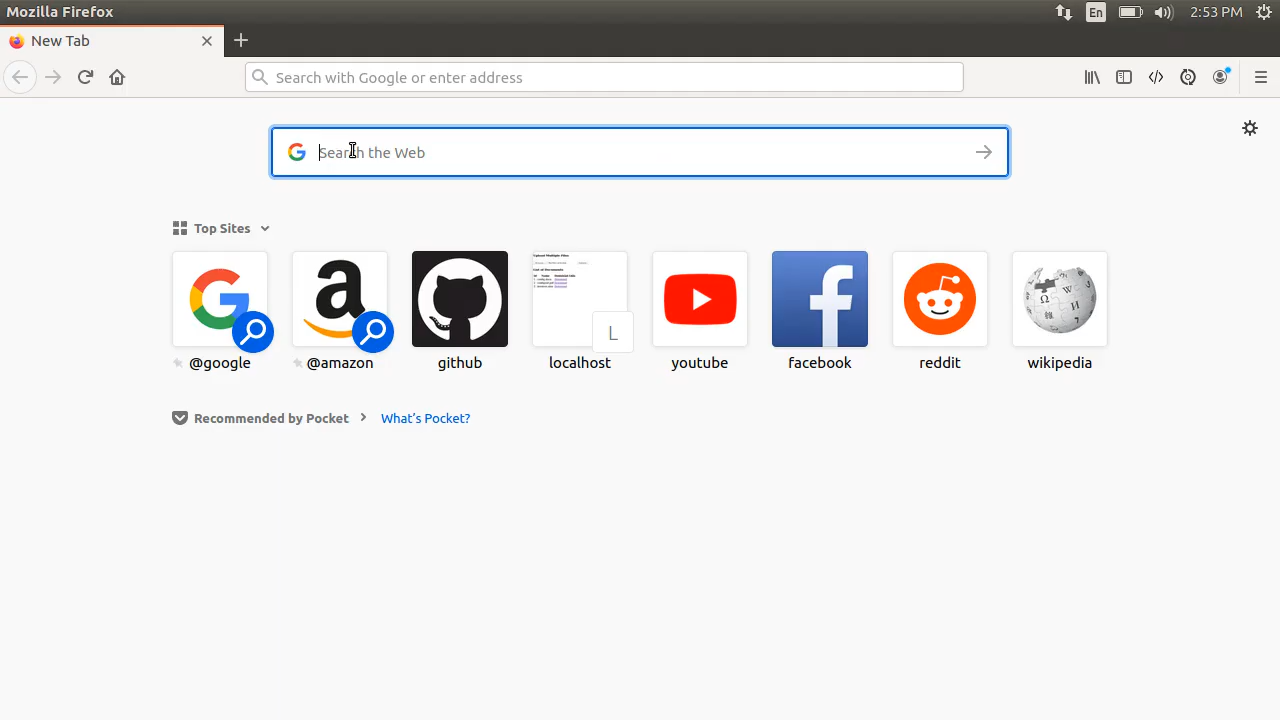 Mozilla Firefox
En
2:53 PM
New Tab
Search with Google or enter address
Search the Web
Top Sites
L
@google
@amazon
github
localhost
youtube
facebook
reddit
wikipedia
Recommended by Pocket
What's Pocket?